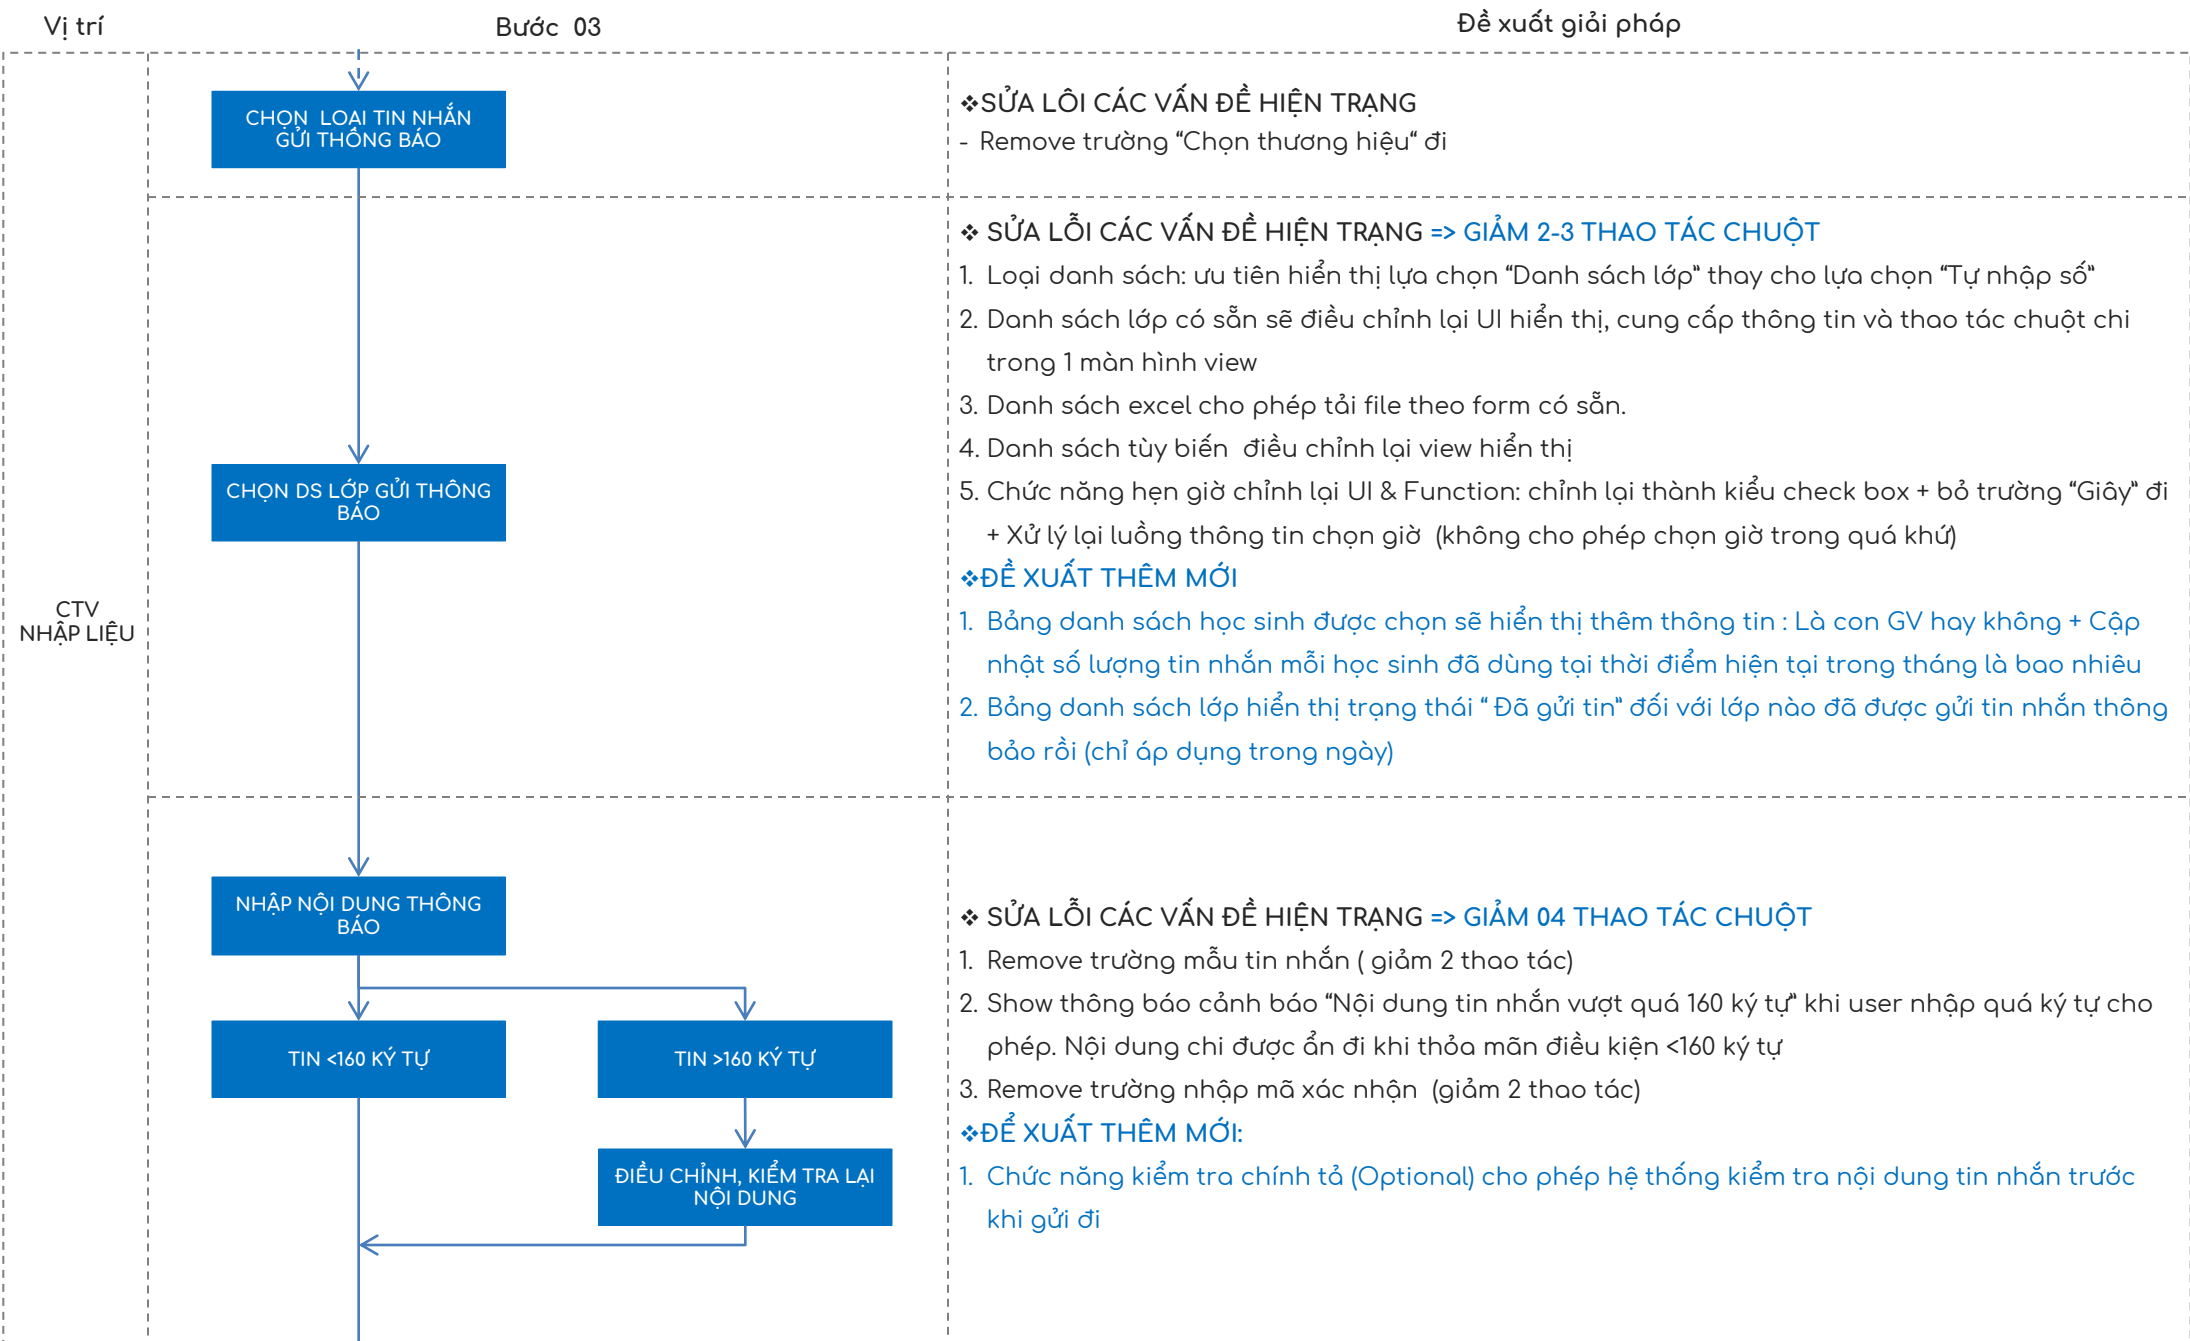 Vị trí
Bước 03
Đề xuất giải pháp
CHỌN LOẠI TIN NHẮN
GỬI THÔNG BÁO
❖SỬA LÔI CÁC VẤN ĐỀ HIỆN TRẠNG
- Remove trường “Chọn thương hiệu“ đi
CTV
NHẬP LIỆU
CHỌN DS LỚP GỬI THÔNG
BÁO
❖ SỬA LỖI CÁC VẤN ĐỀ HIỆN TRẠNG => GIẢM 2-3 THAO TÁC CHUỘT
1. Loại danh sách: ưu tiên hiển thị lựa chọn “Danh sách lớp” thay cho lựa chọn “Tự nhập số”
2. Danh sách lớp có sẵn sẽ điều chỉnh lại UI hiển thị, cung cấp thông tin và thao tác chuột chi
trong 1 màn hình view
3. Danh sách excel cho phép tải file theo form có sẵn.
4. Danh sách tùy biến điều chỉnh lại view hiển thị
5. Chức năng hẹn giờ chỉnh lại UI & Function: chỉnh lại thành kiểu check box + bỏ trường “Giây” đi
+ Xử lý lại luồng thông tin chọn giờ (không cho phép chọn giờ trong quá khứ)
❖ĐỀ XUẤT THÊM MỚI
1. Bảng danh sách học sinh được chọn sẽ hiển thị thêm thông tin : Là con GV hay không + Cập
nhật số lượng tin nhắn mỗi học sinh đã dùng tại thời điểm hiện tại trong tháng là bao nhiêu
2. Bảng danh sách lớp hiển thị trạng thái “ Đã gửi tin” đối với lớp nào đã được gửi tin nhắn thông
bảo rồi (chỉ áp dụng trong ngày)
NHẬP NỘI DUNG THÔNG
BÁO
TIN <160 KÝ TỰ
TIN >160 KÝ TỰ
ĐIỀU CHỈNH, KIỂM TRA LẠI
NỘI DUNG
❖ SỬA LỖI CÁC VẤN ĐỀ HIỆN TRẠNG => GIẢM 04 THAO TÁC CHUỘT
1. Remove trường mẫu tin nhắn ( giảm 2 thao tác)
2. Show thông báo cảnh báo “Nội dung tin nhắn vượt quá 160 ký tự” khi user nhập quá ký tự cho
phép. Nội dung chi được ẩn đi khi thỏa mãn điều kiện <160 ký tự
3. Remove trường nhập mã xác nhận (giảm 2 thao tác)
❖ĐỂ XUẤT THÊM MỚI:
1. Chức năng kiểm tra chính tả (Optional) cho phép hệ thống kiểm tra nội dung tin nhắn trước
khi gửi đi